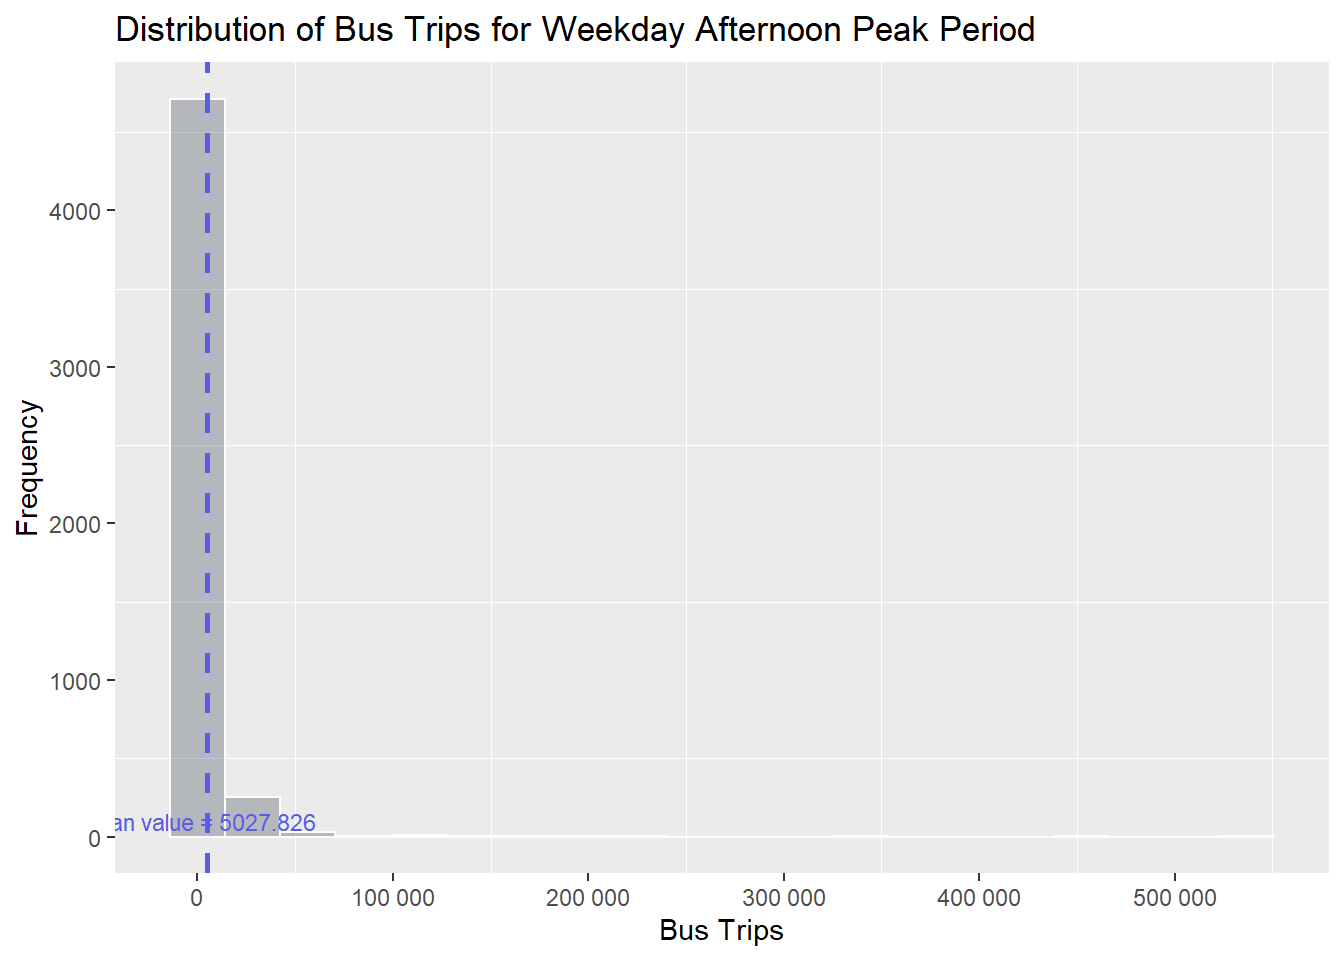 Distribution of Bus Trips for Weekday Afternoon Peak Period
Frequency
4000
3000
2000
1000
0
value = 5027.826
0 100 000 200 000 300 000 400 000 500 000
Bus Trips